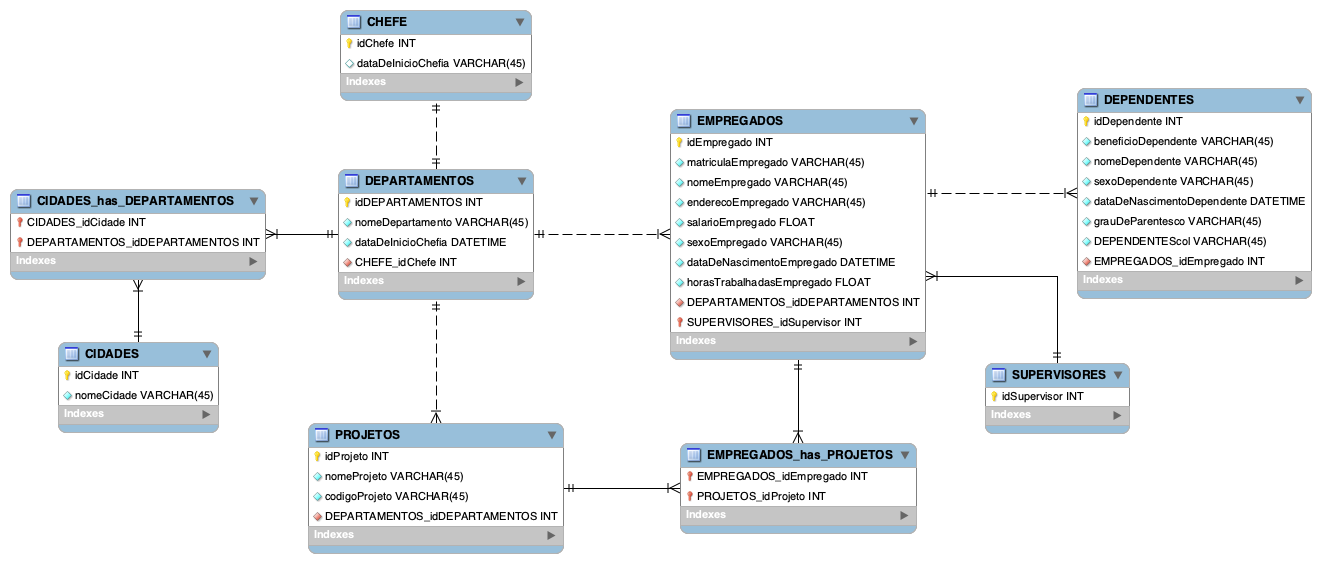 CHEFE
idChefe INT
dataDeInicioChefia VARCHAR(45)
Indexes
DEPARTAMENTOS
idDEPARTAMENTOS INT
nomeDepartamento VARCHAR(45)
dataDeInicioChefia DATETIME
CHEFE_idChefe INT
Indexes
CIDADES_has_DEPARTAMENTOS
CIDADES_idCidade INT
DEPARTAMENTOS_idDEPARTAMENTOS INT
Indexes
CIDADES
idCidade INT
nomeCidade VARCHAR(45)
Indexes
PROJETOS
idProjeto INT
nomeProjeto VARCHAR(45)
codigoProjeto VARCHAR(45)
DEPARTAMENTOS_idDEPARTAMENTOS INT
Indexes
EMPREGADOS
idEmpregado INT
matriculaEmpregado VARCHAR(45)
nomeEmpregado VARCHAR(45)
enderecoEmpregado VARCHAR(45)
salarioEmpregado FLOAT
sexoEmpregado VARCHAR(45)
dataDeNascimentoEmpregado DATETIME
horasTrabalhadasEmpregado FLOAT
DEPARTAMENTOS_idDEPARTAMENTOS INT
SUPERVISORES_idSupervisor INT
Indexes
EMPREGADOS_has_PROJETOS
EMPREGADOS_idEmpregado INT
PROJETOS_idProjeto INT
Indexes
DEPENDENTES
idDependente INT
beneficioDependente VARCHAR(45)
nomeDependente VARCHAR(45)
sexoDependente VARCHAR(45)
dataDeNascimentoDependente DATETIME
grauDeParentesco VARCHAR(45)
DEPENDENTEScol VARCHAR(45)
EMPREGADOS_idEmpregado INT
Indexes
SUPERVISORES
idSupervisor INT
Indexes